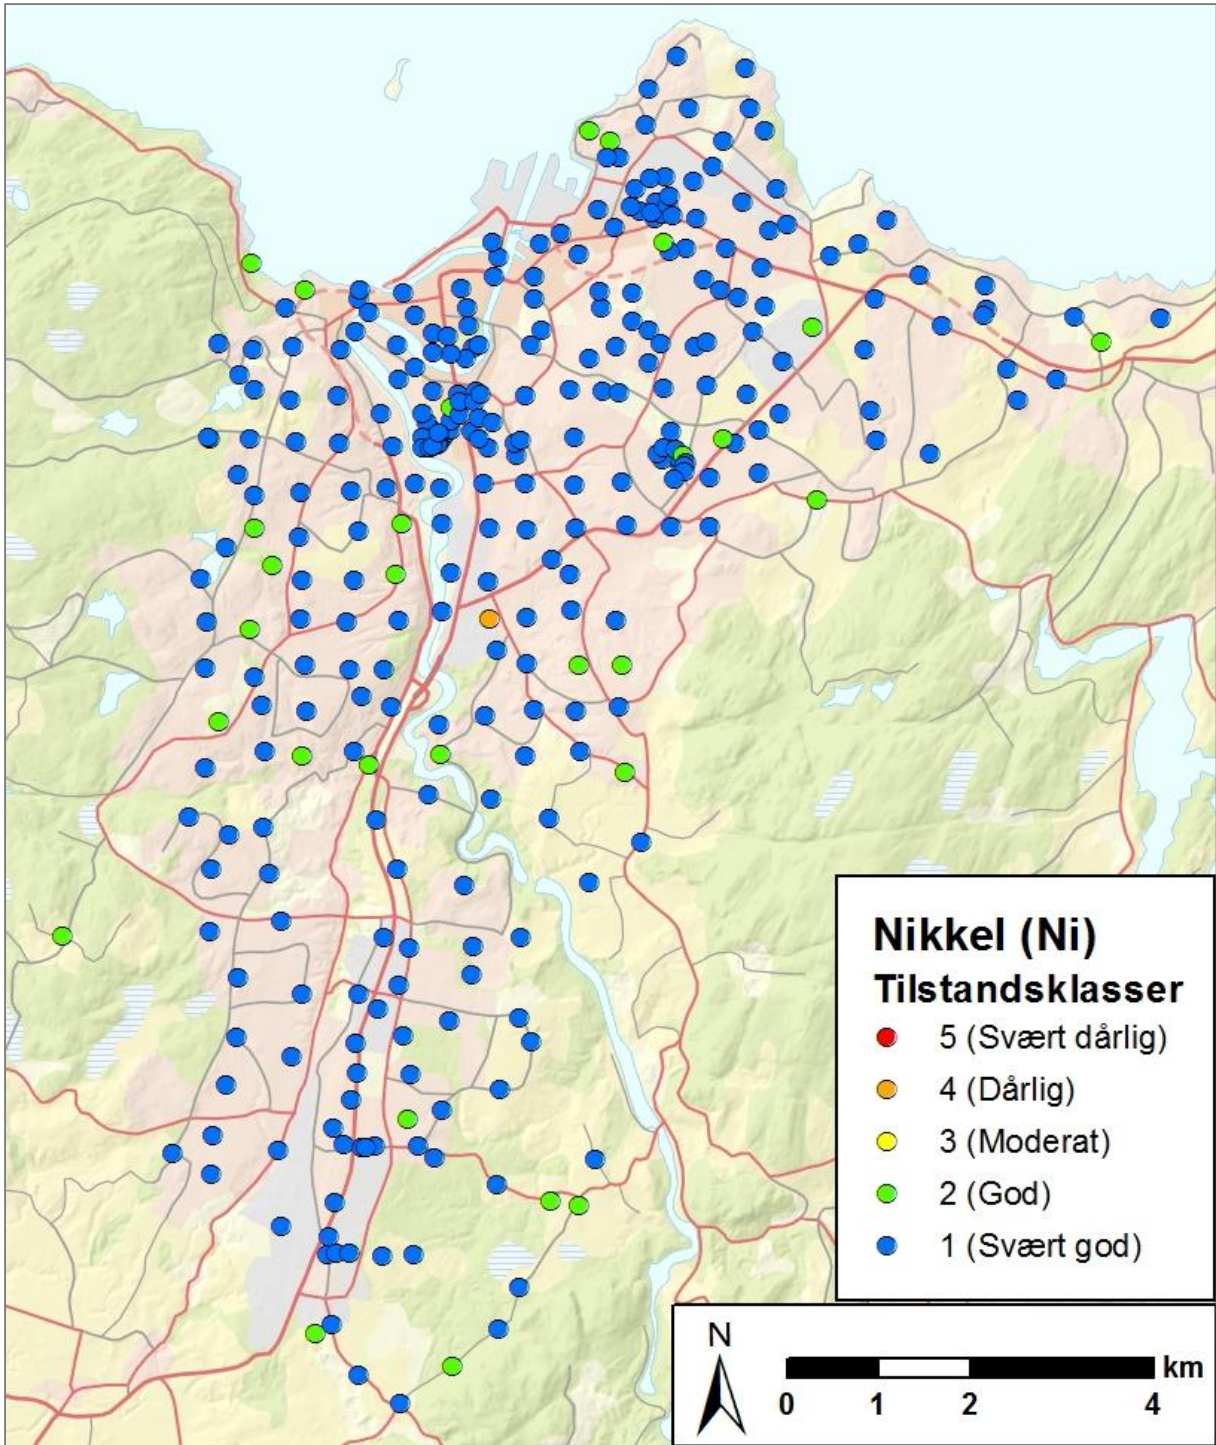 Nikkel (Ni)
Tilstandsklasser
5 (Svært dårlig)
4 (Dårlig)
3 (Moderat)
2 (God)
1 (Svært god)
N
km
0 1 2 4